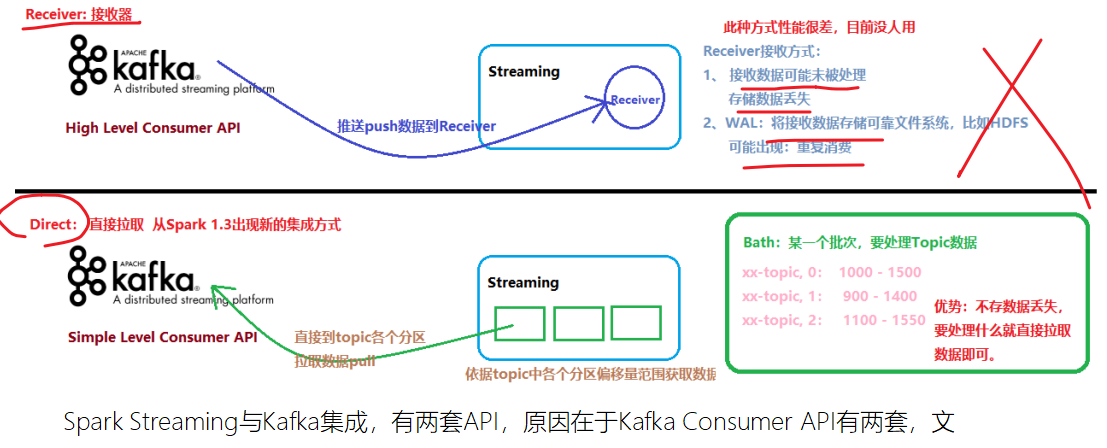 Receiver: 接收器
APACHE
kafka®
A distributed streaming platform
High Level Consumer API
推送push数据到Receiver
Streaming
Receiver
此种方式性能很差，目前没人用
Receiver接收方式：
1、 接收数据可能未被处理
存储数据丢失
2、WAL：将接收数据存储可靠文件系统，比如HDFS
可能出现：重复消费
Direct： 直接拉取 从Spark 1.3出现新的集成方式
APACHE
kafka®
A distributed streaming platform
Simple Level Consumer API
直接到topic各个分区
拉取数据pull
Streaming
依据topic中各个分区偏移量范围获取数据
Bath：某一个批次，要处理Topic数据
xx-topic, 0： 1000 - 1500
xx-topic, 1： 900 - 1400
xx-topic, 2： 1100 - 1550
优势：不存数据丢失，
要处理什么就直接拉取
数据即可。
Spark Streaming与Kafka集成，有两套API，原因在于Kafka Consumer API有两套，文